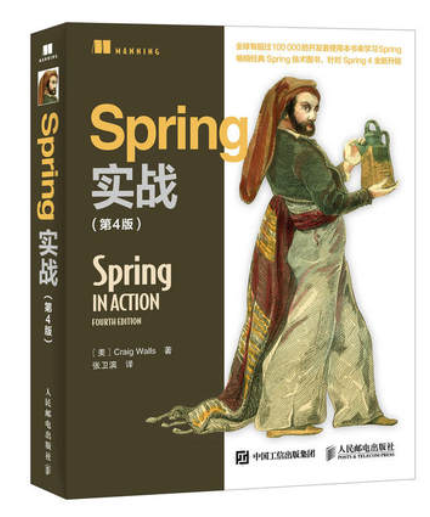 MANNING
全球有超过100 000的开发者使用本书来学习Spring
畅销经典Spring技术图书,针对Spring 4全新升级
Spring
实战
(第4版)
Spring
IN ACTION
FOURTH EDITION
[美] Craig Walls 著
张卫滨 译
中国工信出版集团
人民邮电出版社
POSTS & TELECOM PRESS
Spring 实战 (第4版)
人民邮电出版社